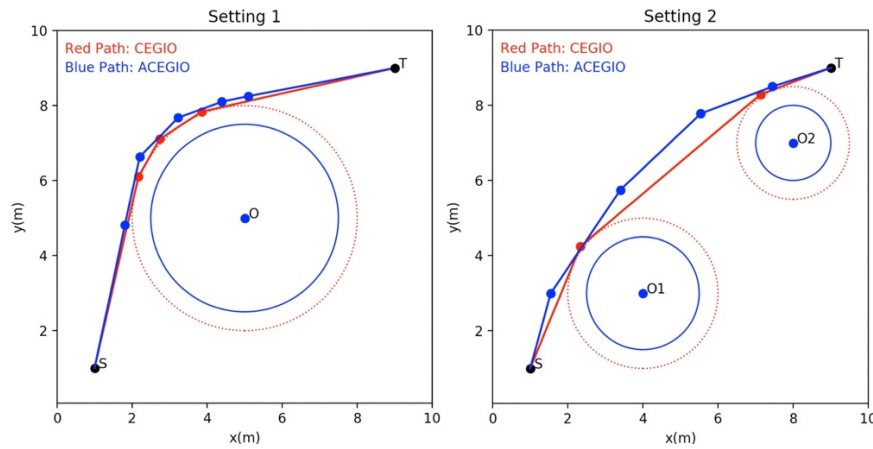 Setting 1
Red Path: CEGIO
Blue Path: ACEGIO
T
O
S
10
8
6
4
2
0 2 4 6 8 10
y(m)
x(m)
Setting 2
Red Path: CEGIO
Blue Path: ACEGIO
T
O2
O1
S
10
8
6
4
2
0 2 4 6 8 10
y(m)
x(m)